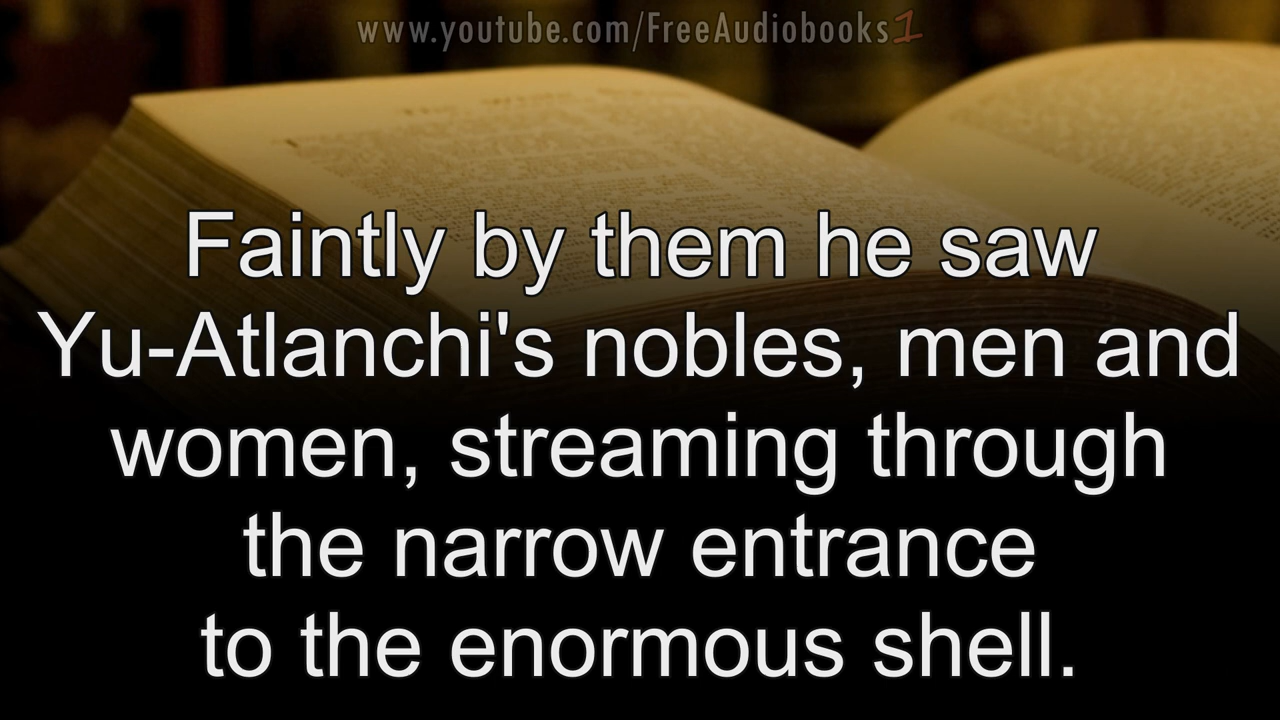 www.youtube.com/FreeAudiobooks1
Faintly by them he saw
Yu-Atlanchi's nobles, men and
women, streaming through
the narrow entrance
to the enormous shell.